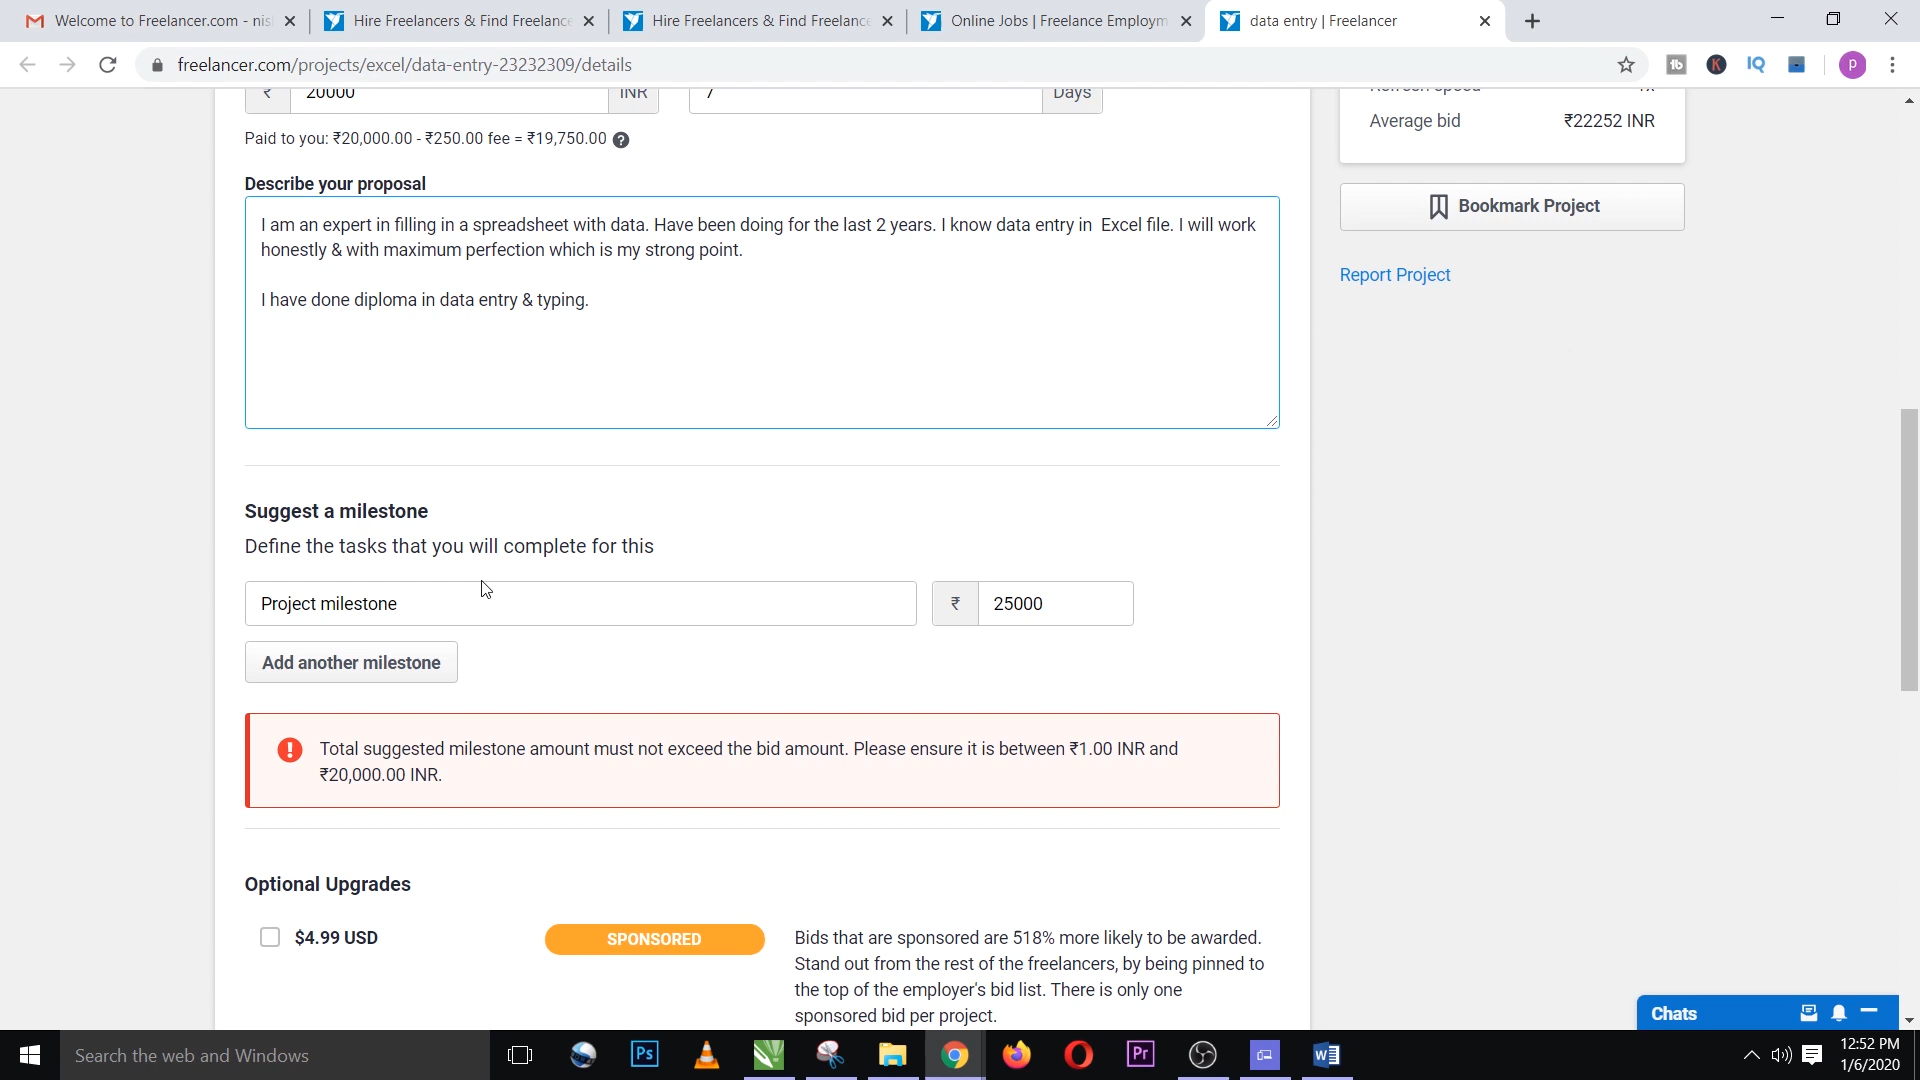 Welcome to Freelancer.com - nis
Hire Freelancers & Find Freelance
Hire Freelancers & Find Freelance
Online Jobs | Freelance Employm
data entry | Freelancer
freelancer.com/projects/excel/data-entry-23232309/details
₹ 20000 INR
7 Days
Average bid ₹22252 INR
Paid to you: ₹20,000.00 - ₹250.00 fee = ₹19,750.00 ?
Bookmark Project
Report Project
Describe your proposal
I am an expert in filling in a spreadsheet with data. Have been doing for the last 2 years. I know data entry in Excel file. I will work
honestly & with maximum perfection which is my strong point.
I have done diploma in data entry & typing.
Suggest a milestone
Define the tasks that you will complete for this
Project milestone
₹ 25000
Add another milestone
Total suggested milestone amount must not exceed the bid amount. Please ensure it is between ₹1.00 INR and
₹20,000.00 INR.
Optional Upgrades
$4.99 USD
SPONSORED
Bids that are sponsored are 518% more likely to be awarded.
Stand out from the rest of the freelancers, by being pinned to
the top of the employer's bid list. There is only one
sponsored bid per project.
Chats
Search the web and Windows
12:52 PM
1/6/2020